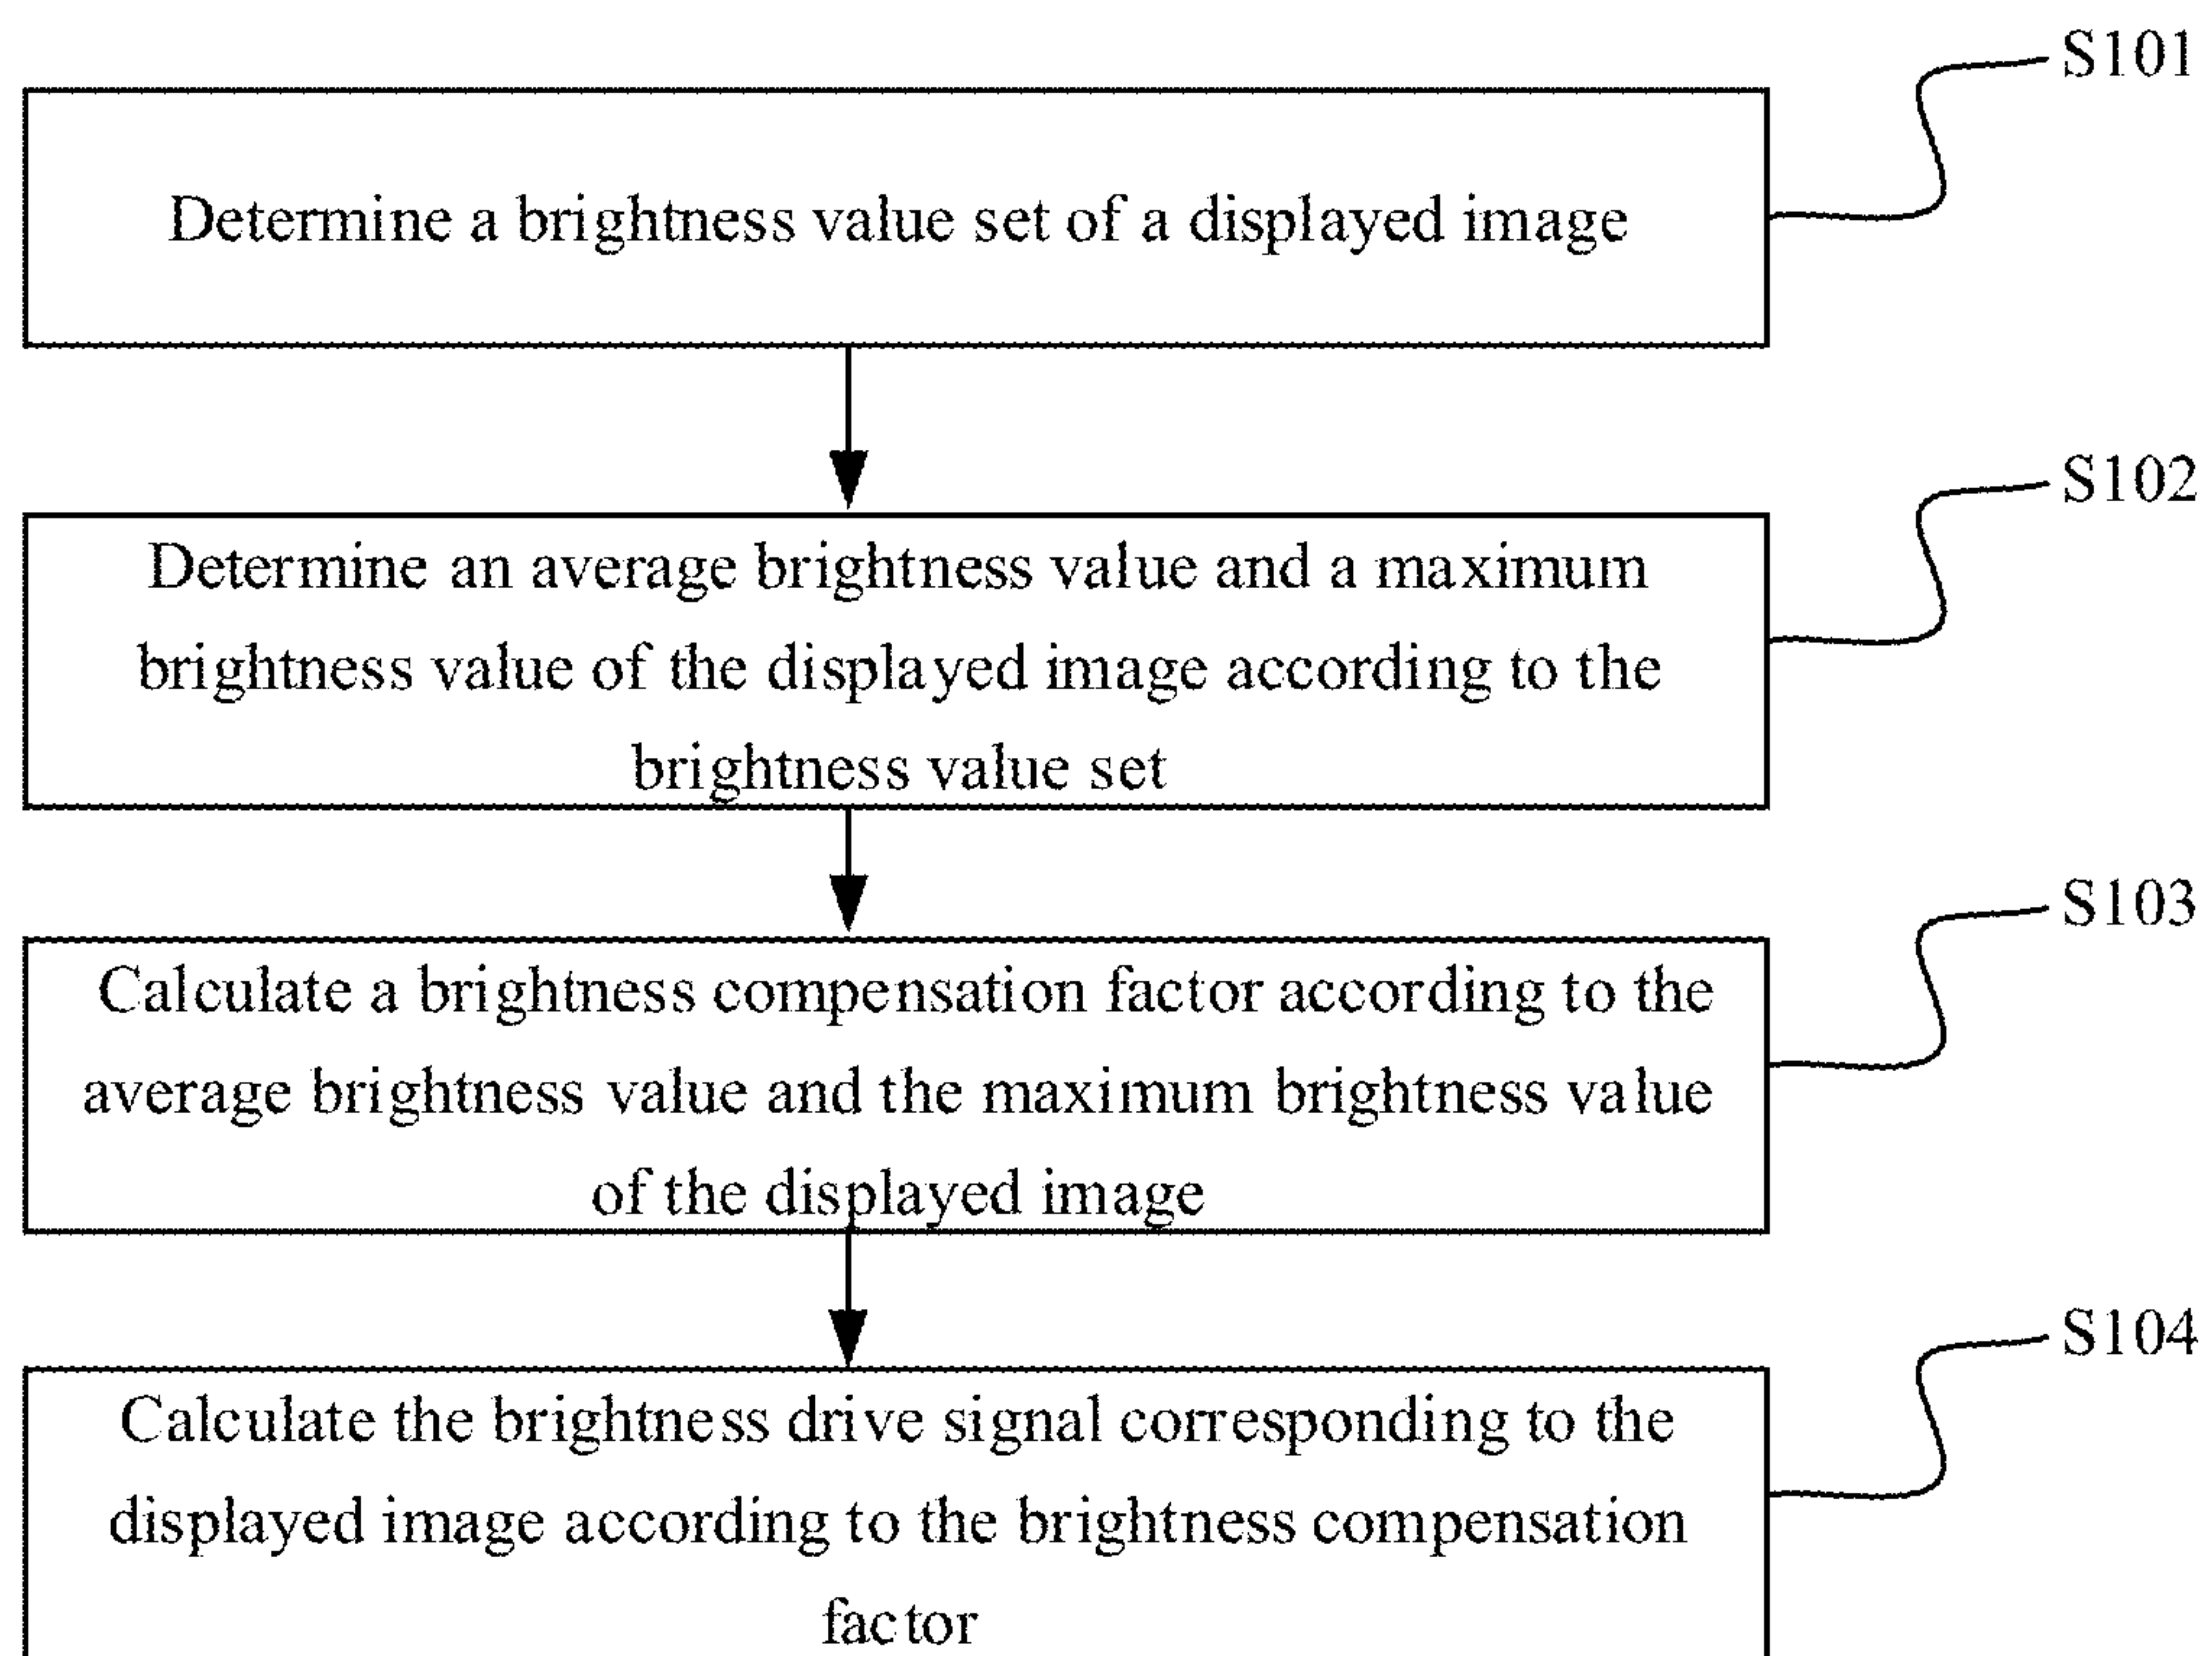 S101
Determine a brightness value set of a displayed image
S102
Determine an average brightness value and a maximum
brightness value of the displayed image according to the
brightness value set
S103
Calculate a brightness compensation factor according to the
average brightness value and the maximum brightness value
of the displayed image
S104
Calculate the brightness drive signal corresponding to the
displayed image according to the brightness compensation
factor